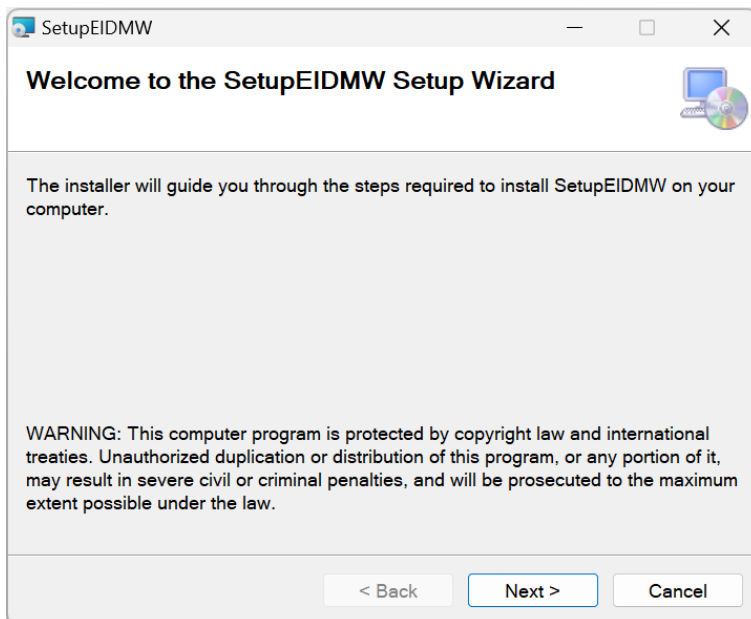 SetupEIDMW
Welcome to the SetupEIDMW Setup Wizard
The installer will guide you through the steps required to install SetupEIDMW on your
computer.
WARNING: This computer program is protected by copyright law and international
treaties. Unauthorized duplication or distribution of this program, or any portion of it,
may result in severe civil or criminal penalties, and will be prosecuted to the maximum
extent possible under the law.
< Back
Next >
Cancel